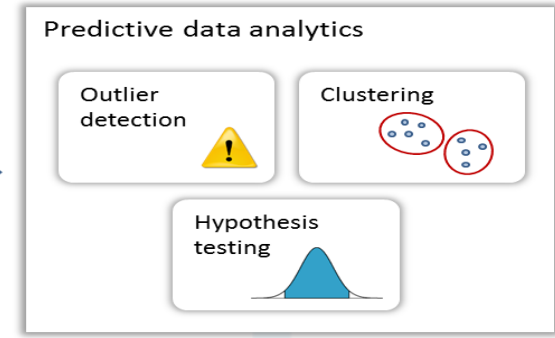 Predictive data analytics
Outlier
detection
Clustering
Hypothesis
testing